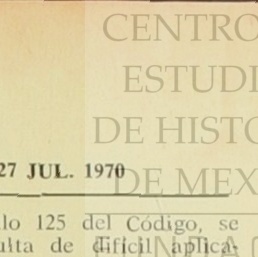 CENTRO
ESTUDI
DE HISTO
27 JUL. 1970
DE MEX
lo 125 del Código, se
ulta de difícil aplica-